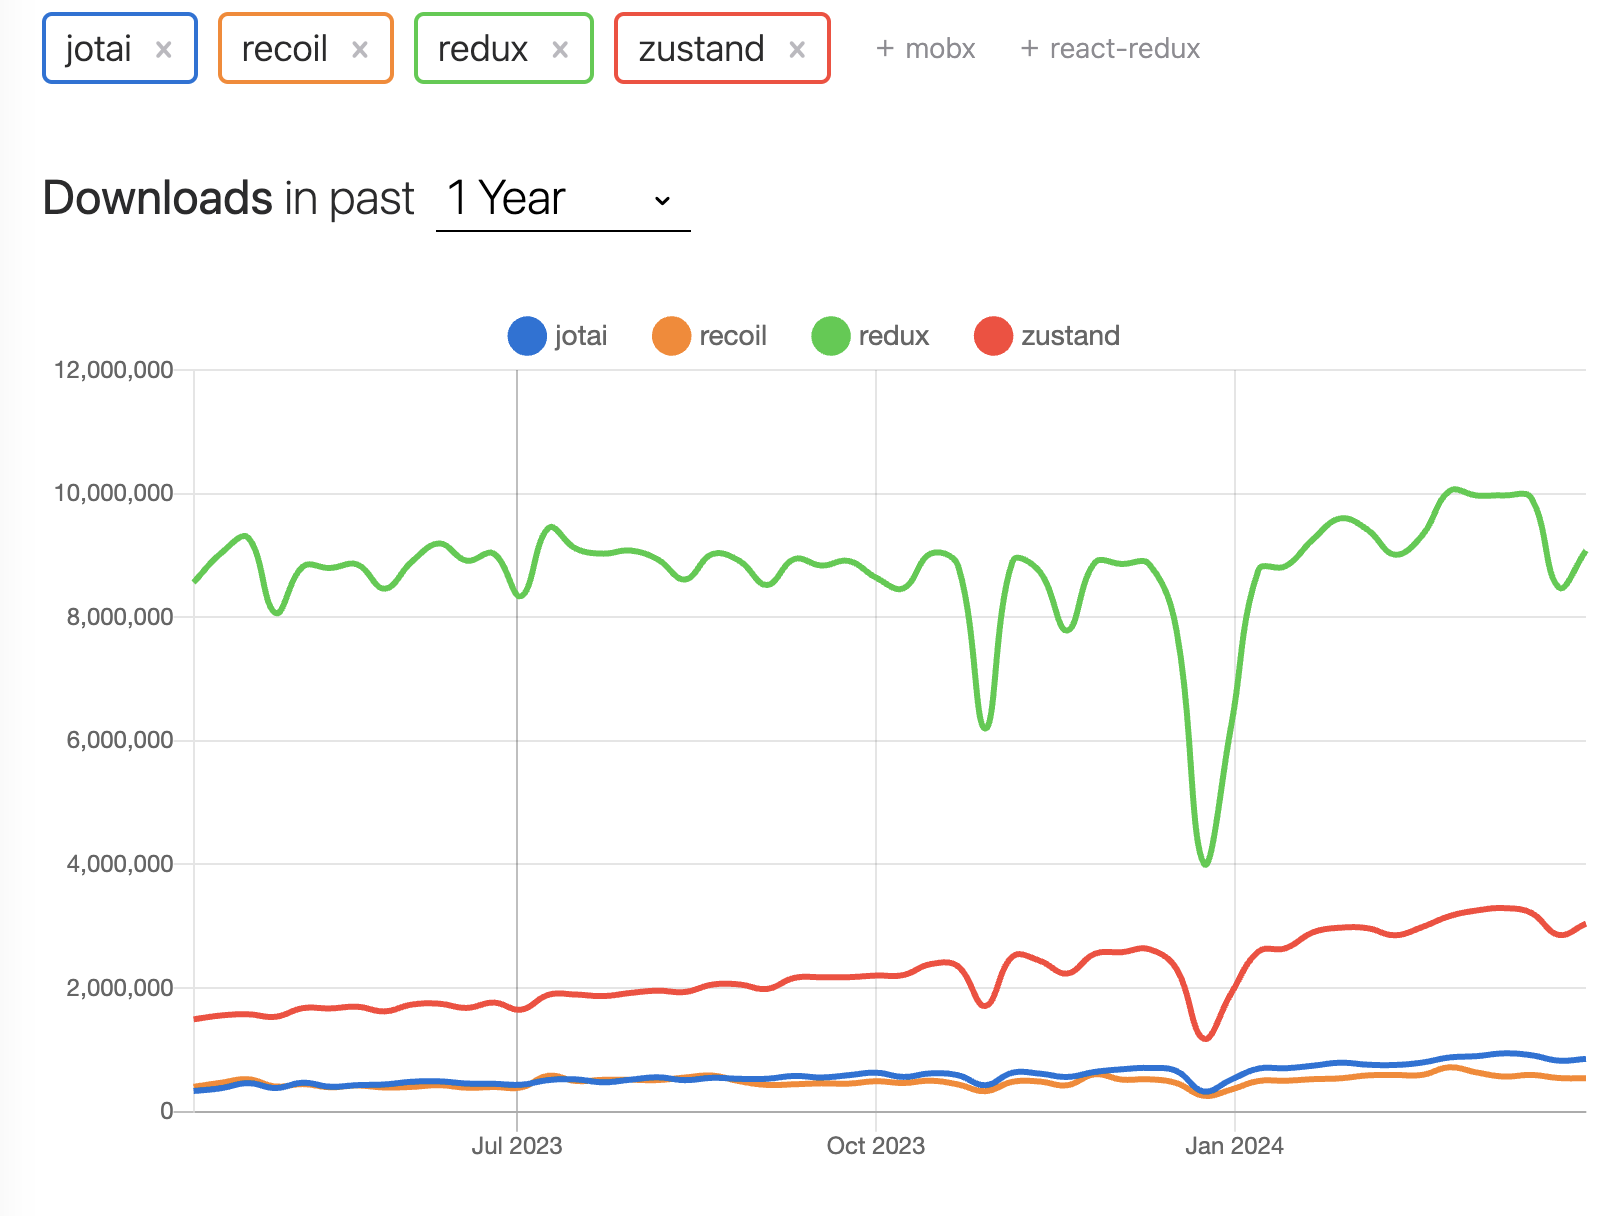 jotai × recoil × redux × zustand × + mobx + react-redux
Downloads in past 1 Year
jotai recoil redux zustand
12,000,000
10,000,000
8,000,000
6,000,000
4,000,000
2,000,000
0
Jul 2023 Oct 2023 Jan 2024